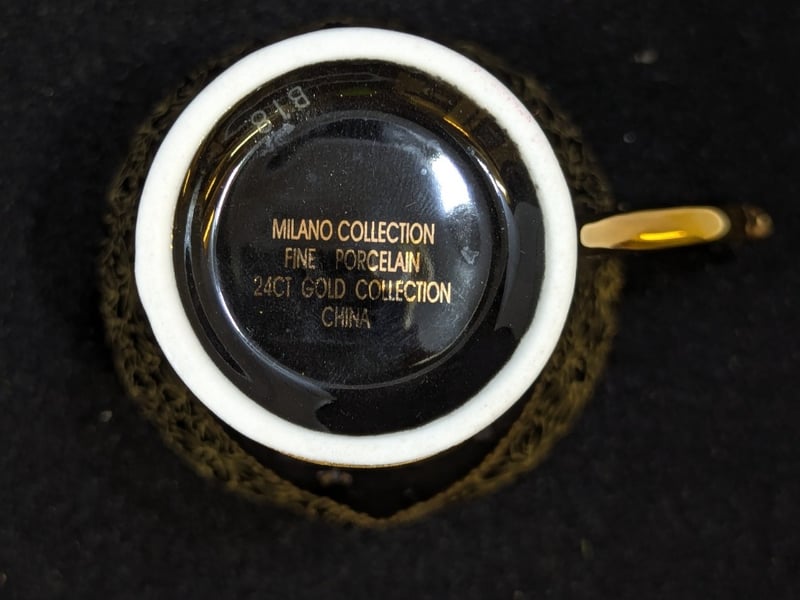 B18
MILANO COLLECTION
FINE PORCELAIN
24CT GOLD COLLECTION
CHINA